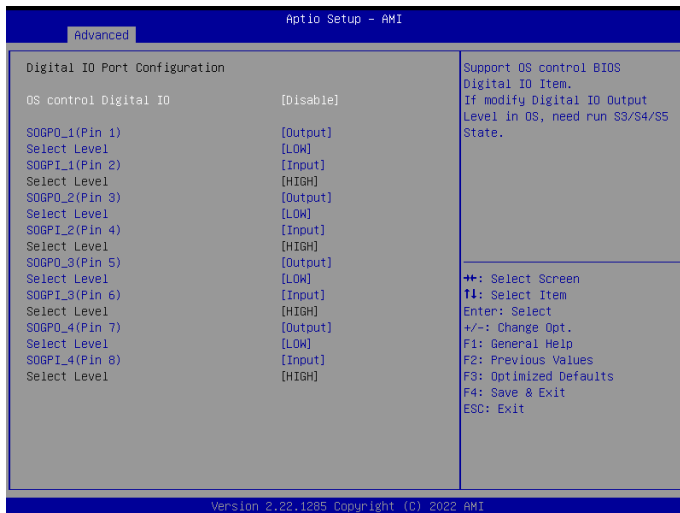 Aptio Setup – AMI
Advanced
Digital IO Port Configuration
OS control Digital IO [Disable]
SOGPO_1(Pin 1) [Output]
Select Level [LOW]
SOGPI_1(Pin 2) [Input]
Select Level [HIGH]
SOGPO_2(Pin 3) [Output]
Select Level [LOW]
SOGPI_2(Pin 4) [Input]
Select Level [HIGH]
SOGPO_3(Pin 5) [Output]
Select Level [LOW]
SOGPI_3(Pin 6) [Input]
Select Level [HIGH]
SOGPO_4(Pin 7) [Output]
Select Level [LOW]
SOGPI_4(Pin 8) [Input]
Select Level [HIGH]
Support OS control BIOS
Digital IO Item.
If modify Digital IO Output
Level in OS, need run S3/S4/S5
State.
→←: Select Screen
↑↓: Select Item
Enter: Select
+/-: Change Opt.
F1: General Help
F2: Previous Values
F3: Optimized Defaults
F4: Save & Exit
ESC: Exit
Version 2.22.1285 Copyright (C) 2022 AMI